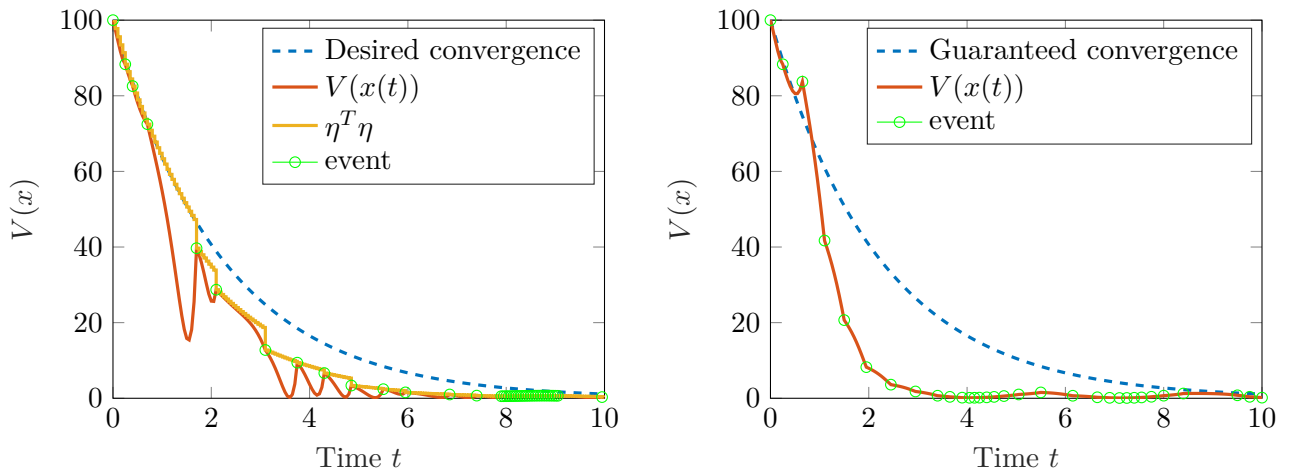 100
80
60
40
20
0
V(x)
0 2 4 6 8 10
Time t
Desired convergence
V(x(t))
η^T η
event
100
80
60
40
20
0
V(x)
0 2 4 6 8 10
Time t
Guaranteed convergence
V(x(t))
event